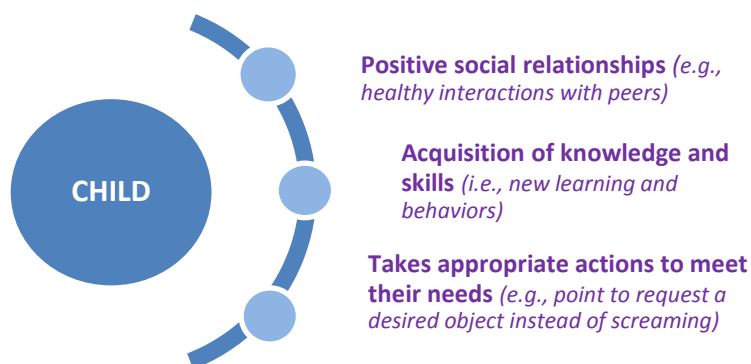 CHILD
Positive social relationships (e.g.,
healthy interactions with peers)
Acquisition of knowledge and
skills (i.e., new learning and
behaviors)
Takes appropriate actions to meet
their needs (e.g., point to request a
desired object instead of screaming)